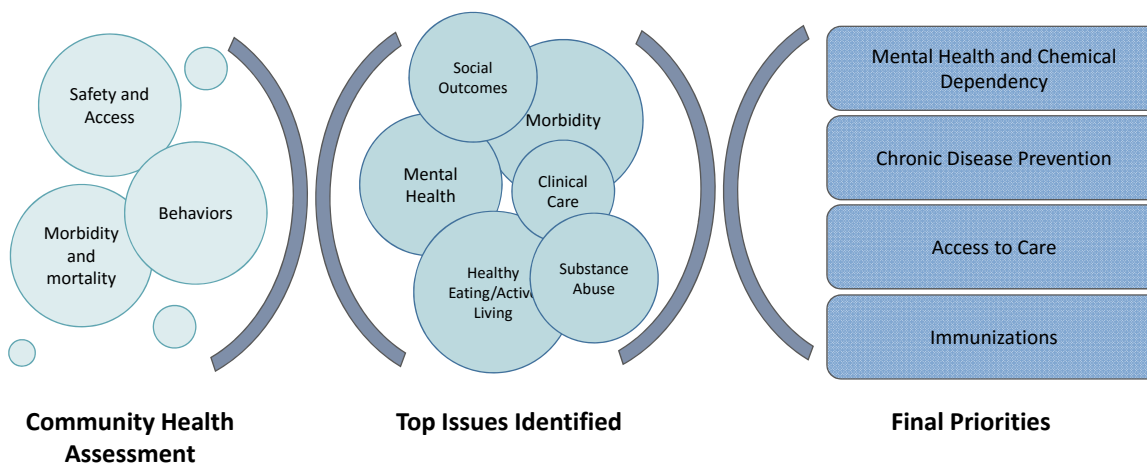 Safety and
Access
Behaviors
Morbidity
and
mortality
Community Health
Assessment
Social
Outcomes
Morbidity
Mental
Health
Clinical
Care
Healthy
Eating/Active
Living
Substance
Abuse
Top Issues Identified
Mental Health and Chemical
Dependency
Chronic Disease Prevention
Access to Care
Immunizations
Final Priorities